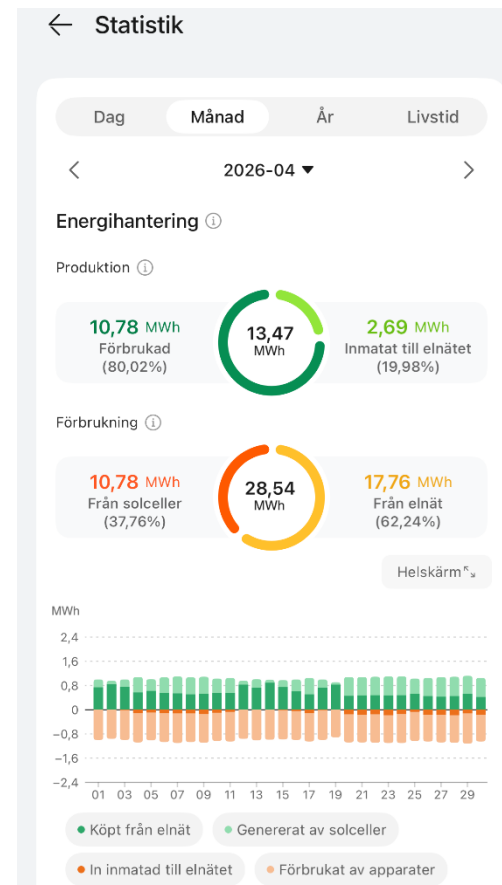 Statistik
Dag Månad År Livstid
2026-04
Energihantering
Produktion
10,78 MWh
Förbrukad
(80,02%)
13,47
MWh
2,69 MWh
Inmatat till elnätet
(19,98%)
Förbrukning
10,78 MWh
Från solceller
(37,76%)
28,54
MWh
17,76 MWh
Från elnät
(62,24%)
Helskärm
MWh
2,4
1,6
0,8
0
−0,8
−1,6
−2,4
01 03 05 07 09 11 13 15 17 19 21 23 25 27 29
Köpt från elnät
Genererat av solceller
In inmatad till elnätet
Förbrukat av apparater